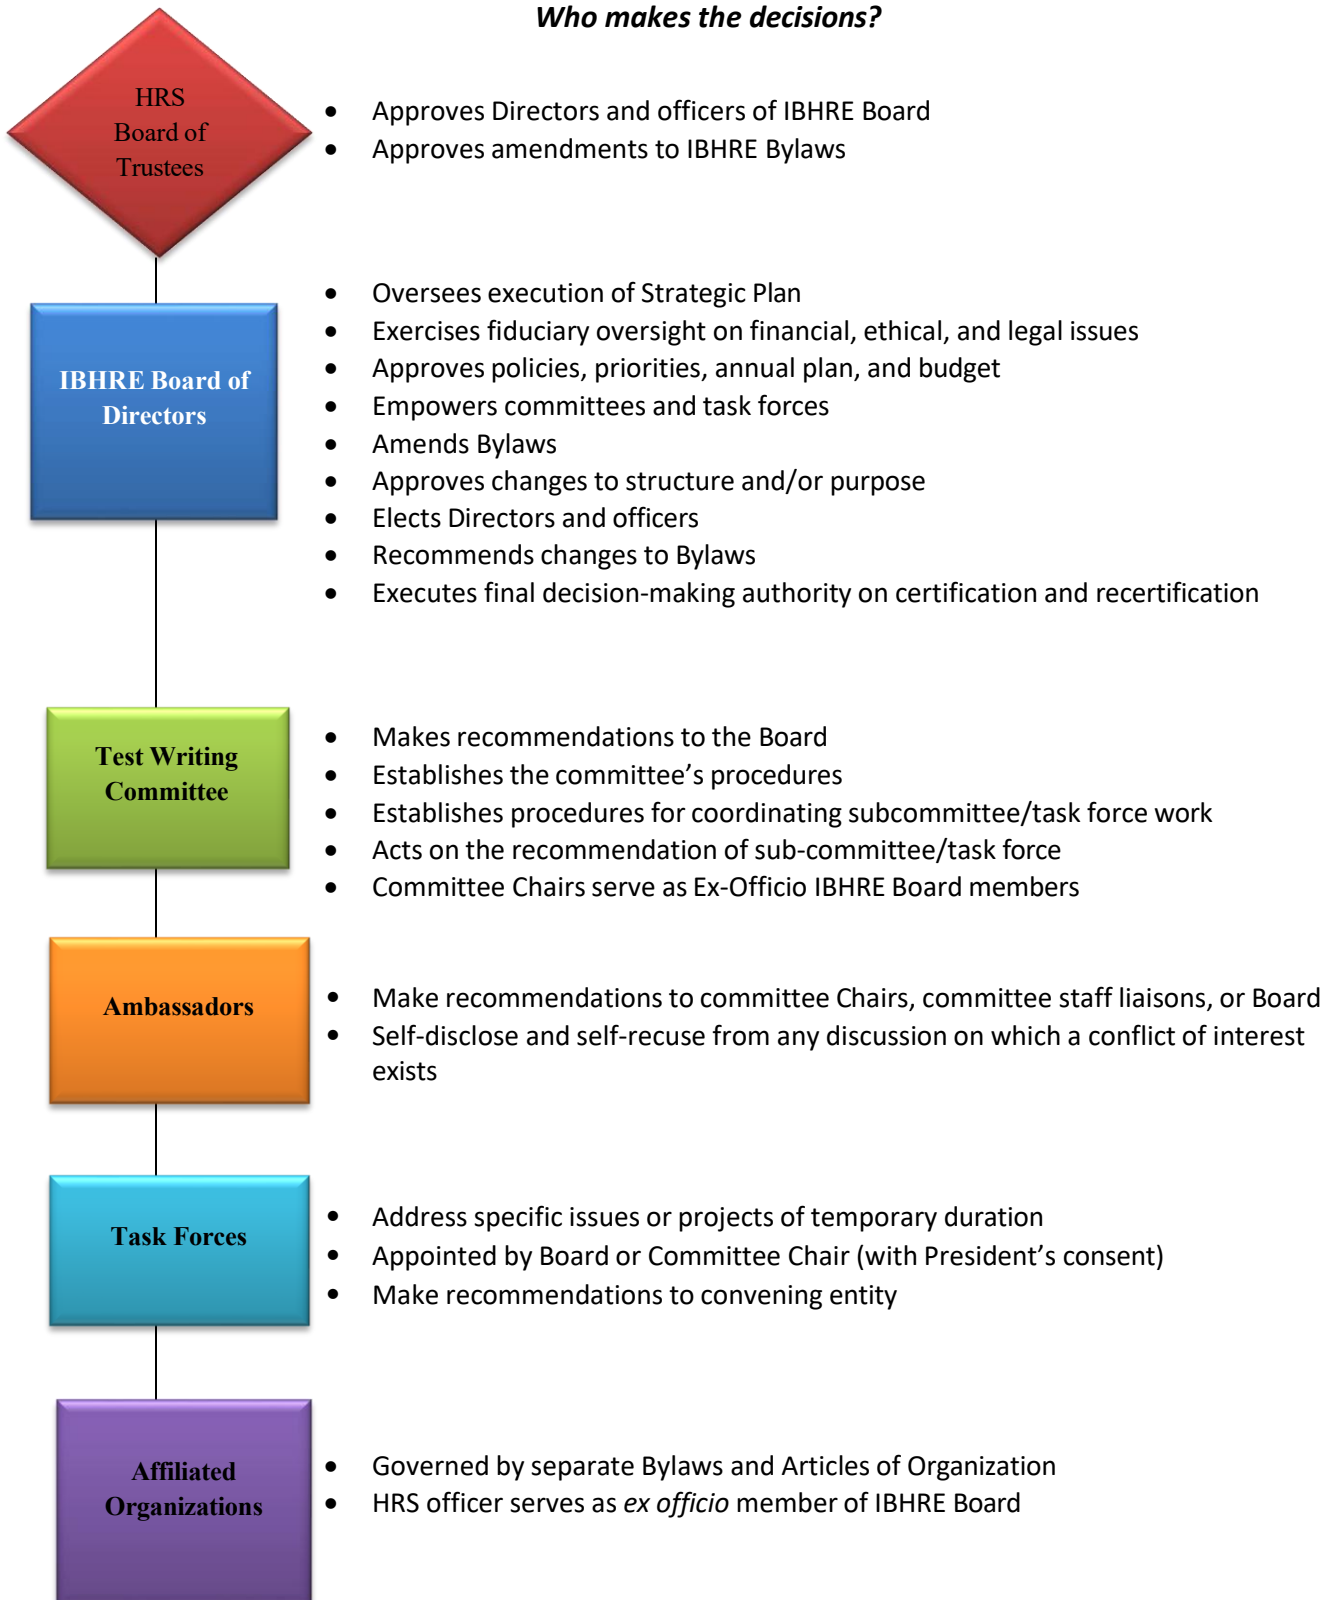 Who makes the decisions?
HRS
Board of
Trustees
• Approves Directors and officers of IBHRE Board
• Approves amendments to IBHRE Bylaws
IBHRE Board of
Directors
• Oversees execution of Strategic Plan
• Exercises fiduciary oversight on financial, ethical, and legal issues
• Approves policies, priorities, annual plan, and budget
• Empowers committees and task forces
• Amends Bylaws
• Approves changes to structure and/or purpose
• Elects Directors and officers
• Recommends changes to Bylaws
• Executes final decision-making authority on certification and recertification
Test Writing
Committee
• Makes recommendations to the Board
• Establishes the committee’s procedures
• Establishes procedures for coordinating subcommittee/task force work
• Acts on the recommendation of sub-committee/task force
• Committee Chairs serve as Ex-Officio IBHRE Board members
Ambassadors
• Make recommendations to committee Chairs, committee staff liaisons, or Board
• Self-disclose and self-recuse from any discussion on which a conflict of interest
exists
Task Forces
• Address specific issues or projects of temporary duration
• Appointed by Board or Committee Chair (with President’s consent)
• Make recommendations to convening entity
Affiliated
Organizations
• Governed by separate Bylaws and Articles of Organization
• HRS officer serves as ex officio member of IBHRE Board